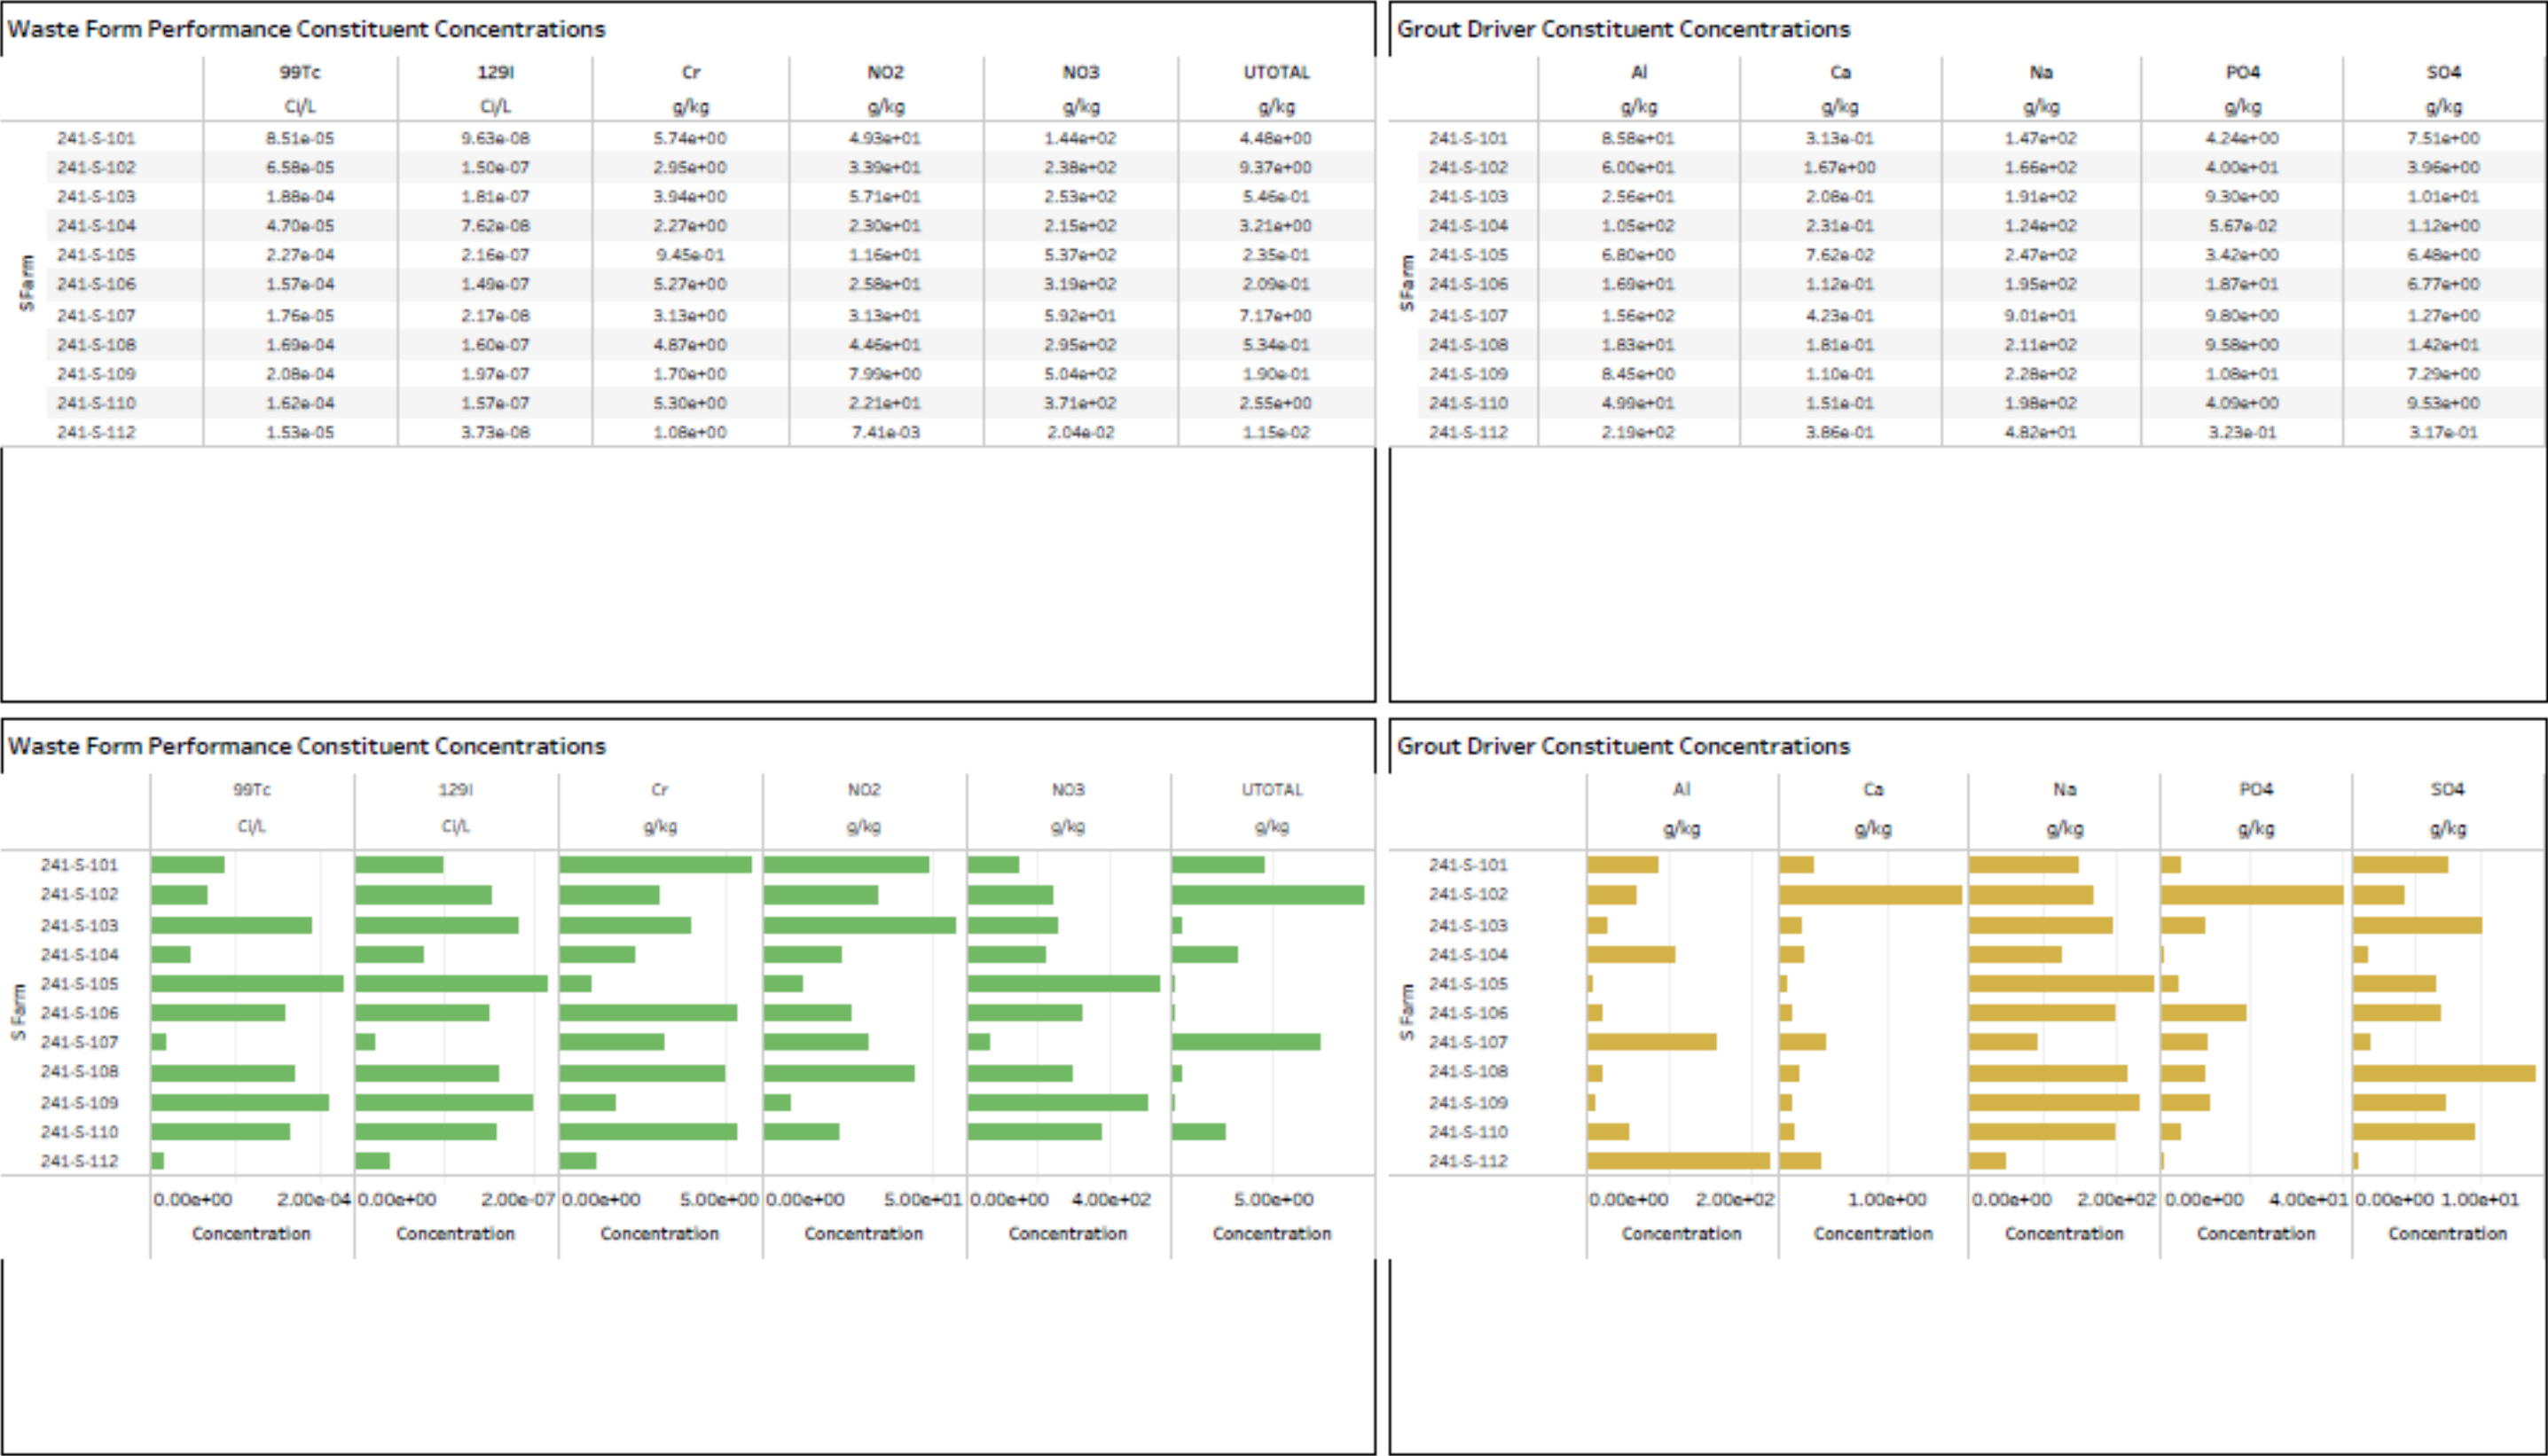 Waste Form Performance Constituent Concentrations
99Tc 129I Cr NO2 NO3 UTOTAL
Ci/L Ci/L g/kg g/kg g/kg g/kg
S Farm
241-S-101 8.51e-05 9.63e-08 5.74e+00 4.93e+01 1.44e+02 4.48e+00
241-S-102 6.58e-05 1.50e-07 2.95e+00 3.39e+01 2.38e+02 9.37e+00
241-S-103 1.88e-04 1.81e-07 3.94e+00 5.71e+01 2.53e+02 5.46e-01
241-S-104 4.70e-05 7.62e-08 2.27e+00 2.30e+01 2.15e+02 3.21e+00
241-S-105 2.27e-04 2.16e-07 9.45e-01 1.16e+01 5.37e+02 2.35e-01
241-S-106 1.57e-04 1.49e-07 5.27e+00 2.58e+01 3.19e+02 2.09e-01
241-S-107 1.76e-05 2.17e-08 3.13e+00 3.13e+01 5.92e+01 7.17e+00
241-S-108 1.69e-04 1.60e-07 4.87e+00 4.46e+01 2.95e+02 5.34e-01
241-S-109 2.08e-04 1.97e-07 1.70e+00 7.99e+00 5.04e+02 1.90e-01
241-S-110 1.62e-04 1.57e-07 5.30e+00 2.21e+01 3.71e+02 2.55e+00
241-S-112 1.53e-05 3.73e-08 1.08e+00 7.41e-03 2.04e-02 1.15e-02
Grout Driver Constituent Concentrations
Al Ca Na PO4 SO4
g/kg g/kg g/kg g/kg g/kg
S Farm
241-S-101 8.58e+01 3.13e-01 1.47e+02 4.24e+00 7.51e+00
241-S-102 6.00e+01 1.67e+00 1.66e+02 4.00e+01 3.96e+00
241-S-103 2.56e+01 2.08e-01 1.91e+02 9.30e+00 1.01e+01
241-S-104 1.05e+02 2.31e-01 1.24e+02 5.67e-02 1.12e+00
241-S-105 6.80e+00 7.62e-02 2.47e+02 3.42e+00 6.48e+00
241-S-106 1.69e+01 1.12e-01 1.95e+02 1.87e+01 6.77e+00
241-S-107 1.56e+02 4.23e-01 9.01e+01 9.80e+00 1.27e+00
241-S-108 1.83e+01 1.81e-01 2.11e+02 9.58e+00 1.42e+01
241-S-109 8.45e+00 1.10e-01 2.28e+02 1.08e+01 7.29e+00
241-S-110 4.99e+01 1.51e-01 1.98e+02 4.09e+00 9.53e+00
241-S-112 2.19e+02 3.86e-01 4.82e+01 3.23e-01 3.17e-01
Waste Form Performance Constituent Concentrations
99Tc 129I Cr NO2 NO3 UTOTAL
Ci/L Ci/L g/kg g/kg g/kg g/kg
S Farm
241-S-101
241-S-102
241-S-103
241-S-104
241-S-105
241-S-106
241-S-107
241-S-108
241-S-109
241-S-110
241-S-112
0.00e+00 2.00e-04 0.00e+00 2.00e-07 0.00e+00 5.00e+00 0.00e+00 5.00e+01 0.00e+00 4.00e+02 5.00e+00
Concentration Concentration Concentration Concentration Concentration Concentration
Grout Driver Constituent Concentrations
Al Ca Na PO4 SO4
g/kg g/kg g/kg g/kg g/kg
S Farm
241-S-101
241-S-102
241-S-103
241-S-104
241-S-105
241-S-106
241-S-107
241-S-108
241-S-109
241-S-110
241-S-112
0.00e+00 2.00e+02 1.00e+00 0.00e+00 2.00e+02 0.00e+00 4.00e+01 0.00e+00 1.00e+01
Concentration Concentration Concentration Concentration Concentration